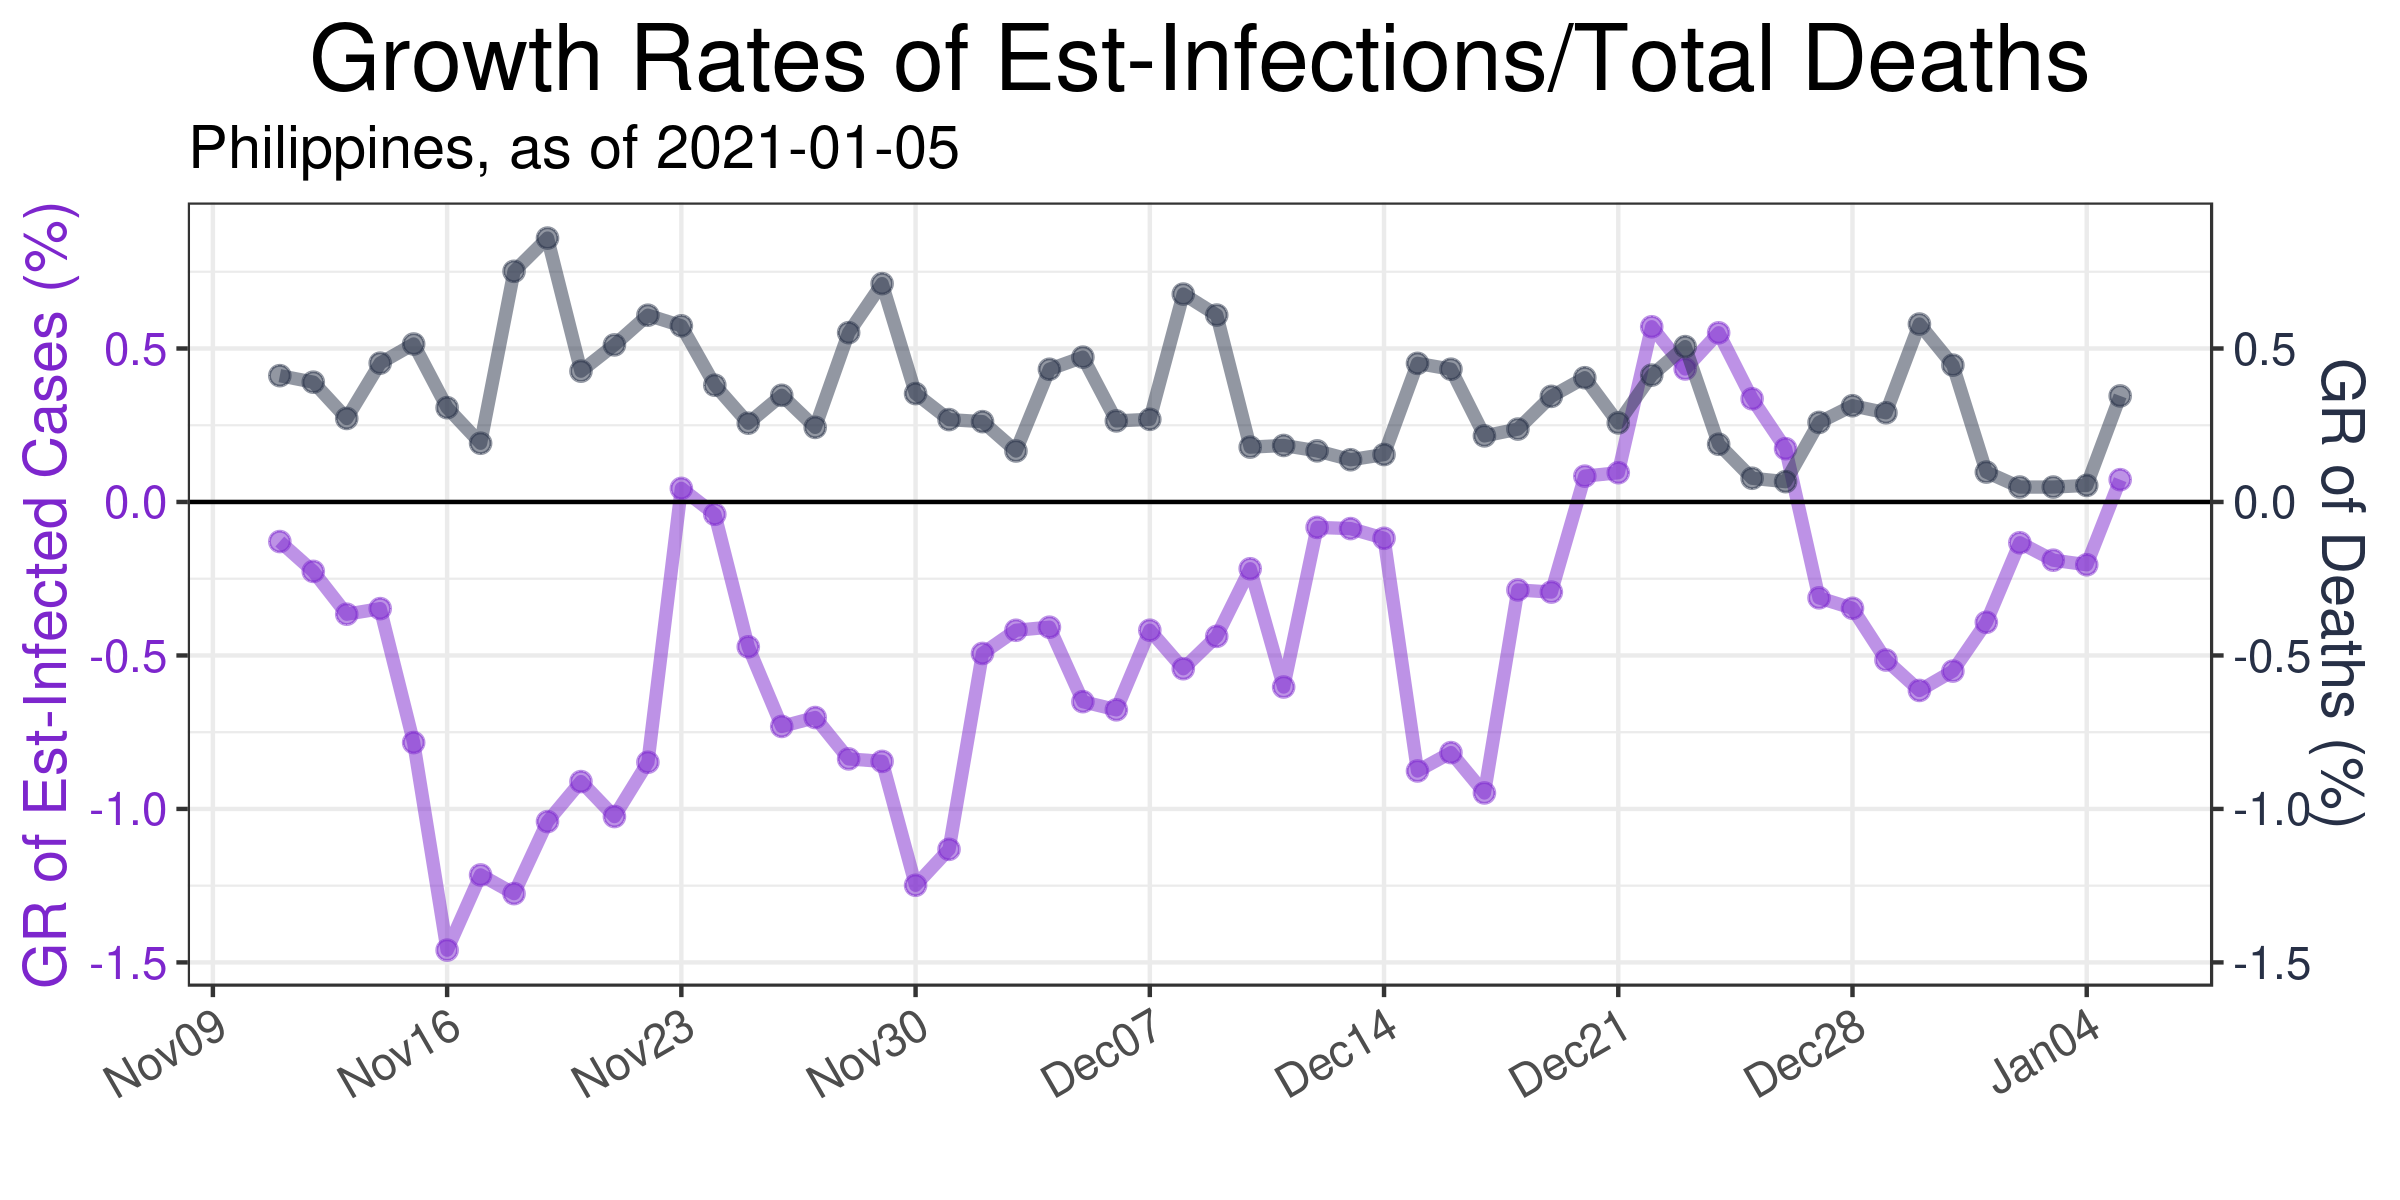 Growth Rates of Est-Infections/Total Deaths
Philippines, as of 2021-01-05
GR of Est-Infected Cases (%)
0.5
0.0
-0.5
-1.0
-1.5
0.5
0.0
-0.5
-1.0
-1.5
GR of Deaths (%)
Nov09
Nov16
Nov23
Nov30
Dec07
Dec14
Dec21
Dec28
Jan04